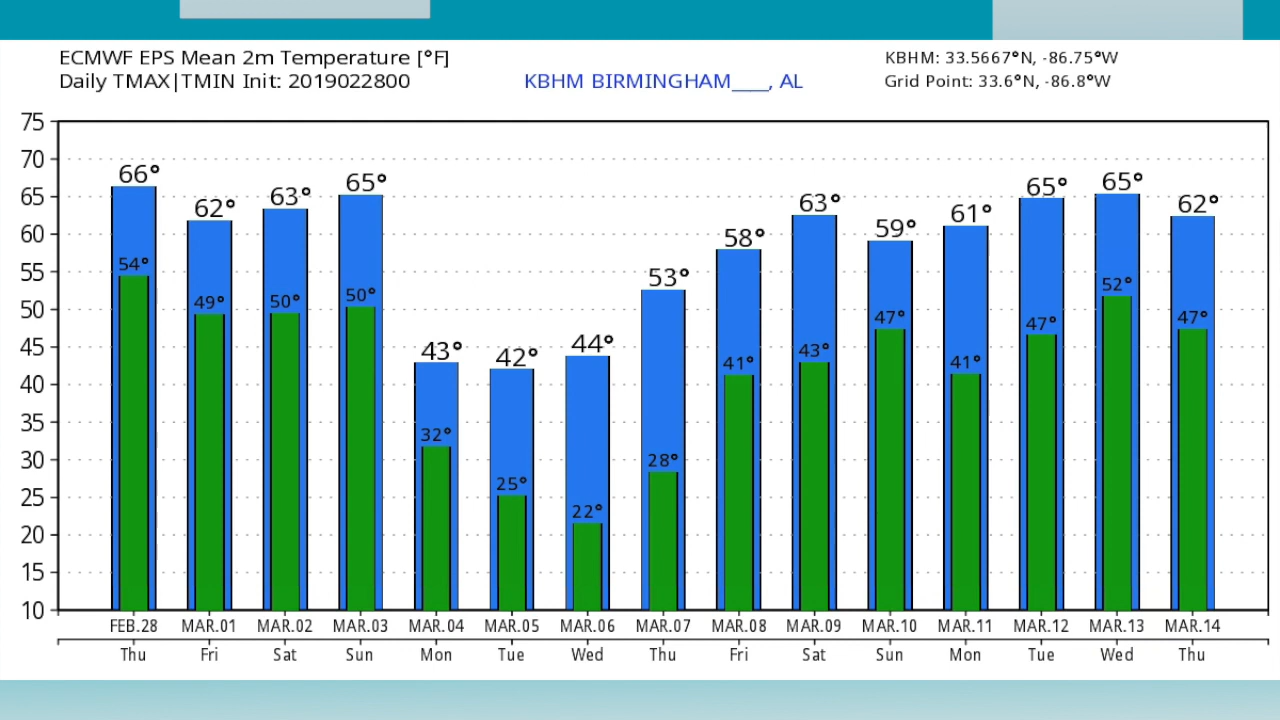 ECMWF EPS Mean 2m Temperature [°F]
Daily TMAX|TMIN Init: 2019022800
KBHM BIRMINGHAM____, AL
KBHM: 33.5667°N, -86.75°W
Grid Point: 33.6°N, -86.8°W
75
70
65
60
55
50
45
40
35
30
25
20
15
10
66° 62° 63° 65° 43° 42° 44° 53° 58° 63° 59° 61° 65° 65° 62°
54° 49° 50° 50° 32° 25° 22° 28° 41° 43° 47° 41° 47° 52° 47°
FEB.28 MAR.01 MAR.02 MAR.03 MAR.04 MAR.05 MAR.06 MAR.07 MAR.08 MAR.09 MAR.10 MAR.11 MAR.12 MAR.13 MAR.14
Thu Fri Sat Sun Mon Tue Wed Thu Fri Sat Sun Mon Tue Wed Thu